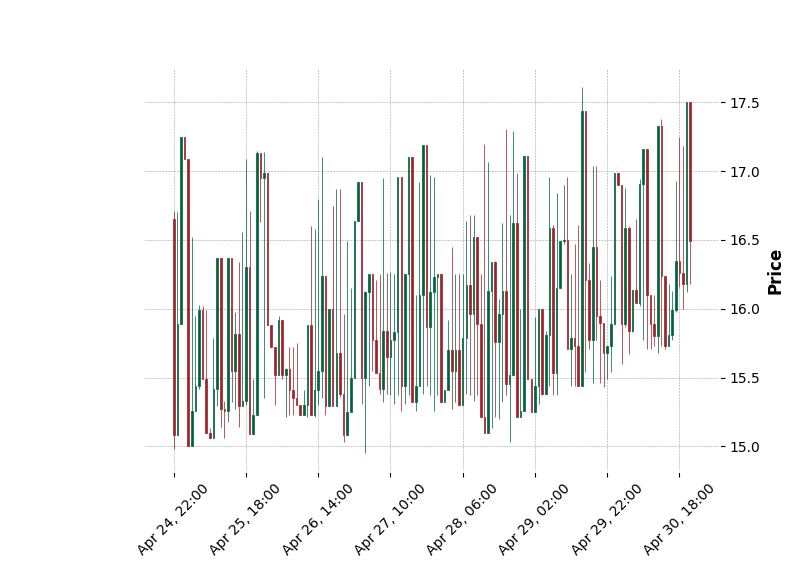 17.5
17.0
16.5
16.0
15.5
15.0
Price
Apr 24, 22:00
Apr 25, 18:00
Apr 26, 14:00
Apr 27, 10:00
Apr 28, 06:00
Apr 29, 02:00
Apr 29, 22:00
Apr 30, 18:00